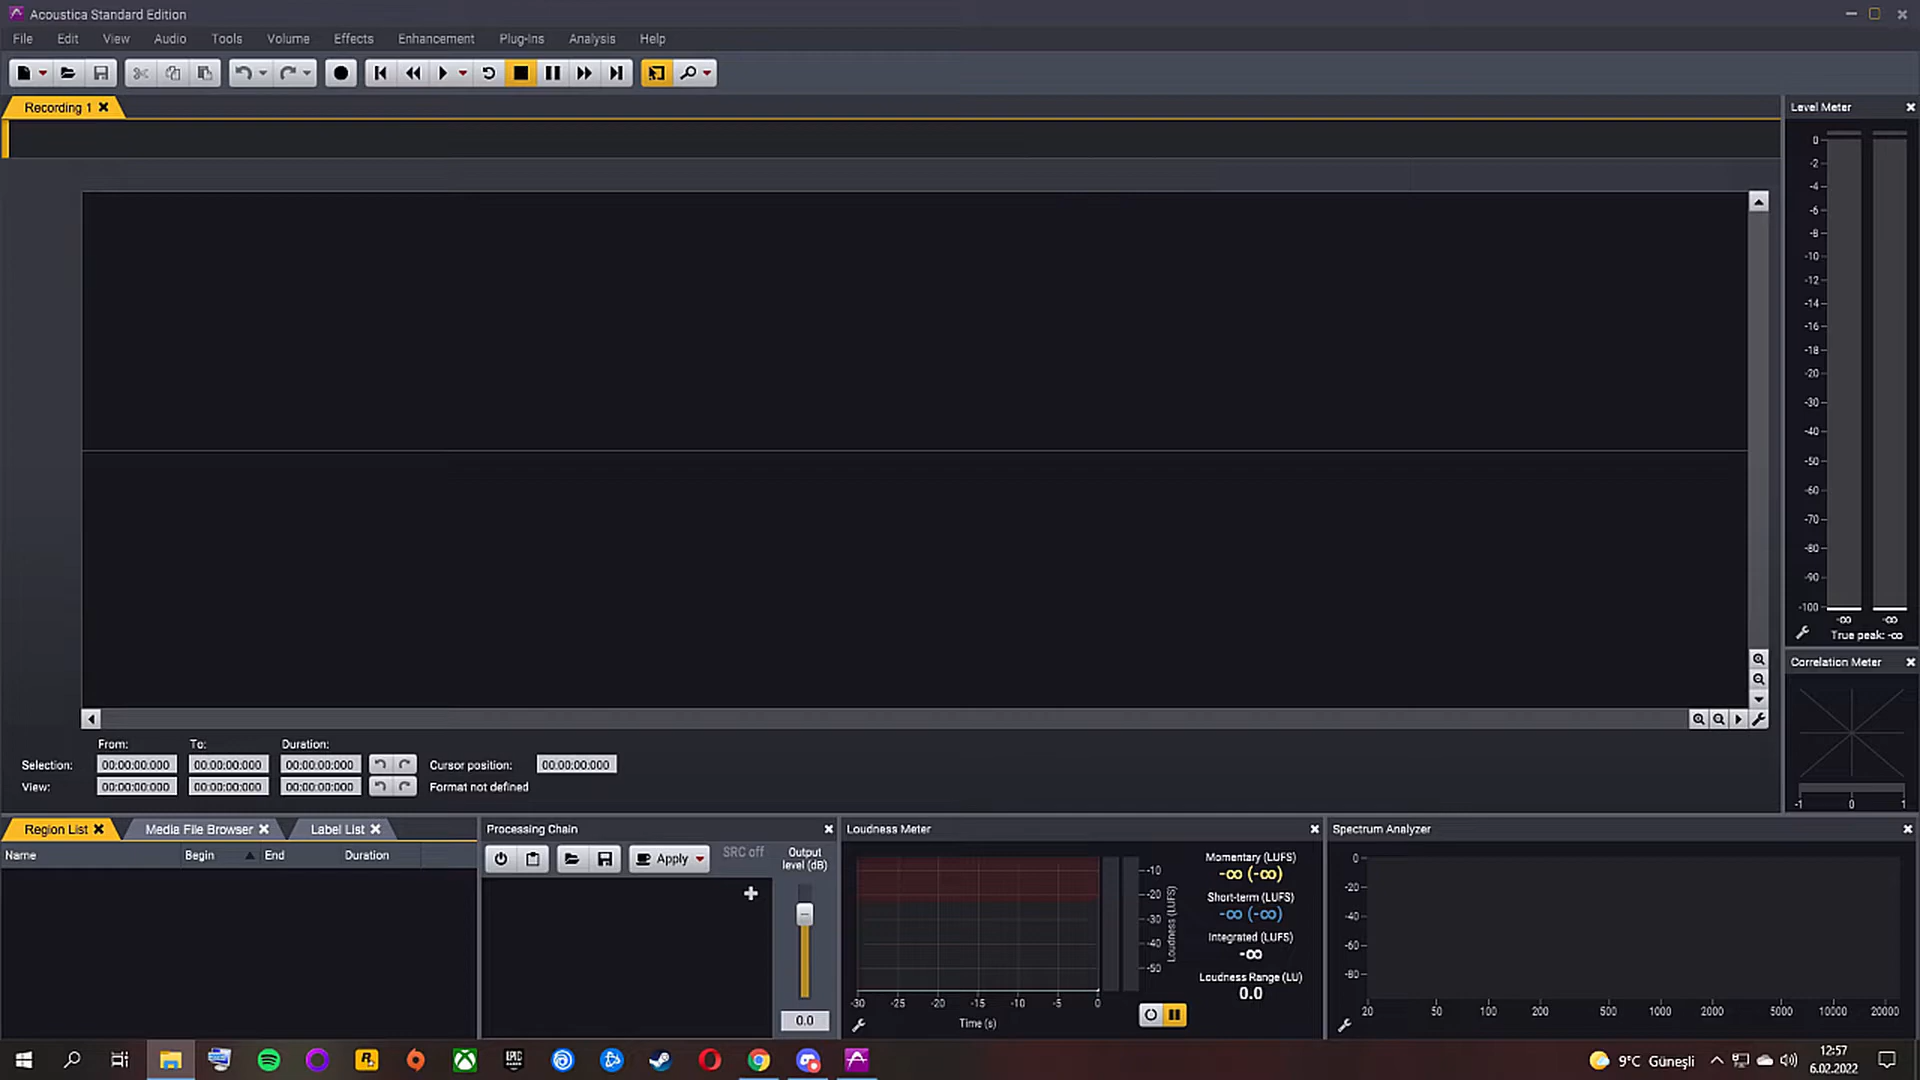 Acoustica Standard Edition
File Edit View Audio Tools Volume Effects Enhancement Plug-Ins Analysis Help
Recording 1
Level Meter
0
-2
-4
-6
-8
-10
-12
-14
-16
-18
-20
-30
-40
-50
-60
-70
-80
-90
-100
-∞ -∞
True peak: -∞
Correlation Meter
-1 0 1
From: To: Duration:
Selection: 00:00:00:000 00:00:00:000 00:00:00:000 Cursor position: 00:00:00:000
View: 00:00:00:000 00:00:00:000 00:00:00:000 Format not defined
Region List Media File Browser Label List
Name Begin End Duration
Processing Chain
Apply SRC off
Output
level (dB)
0.0
Loudness Meter
-10
-20
-30
-40
-50
Loudness (LUFS)
-30 -25 -20 -15 -10 -5 0
Time (s)
Momentary (LUFS)
-∞ (-∞)
Short-term (LUFS)
-∞ (-∞)
Integrated (LUFS)
-∞
Loudness Range (LU)
0.0
Spectrum Analyzer
0
-20
-40
-60
-80
20 50 100 200 500 1000 2000 5000 10000 20000
EPIC
9°C Güneşli
12:57
6.02.2022